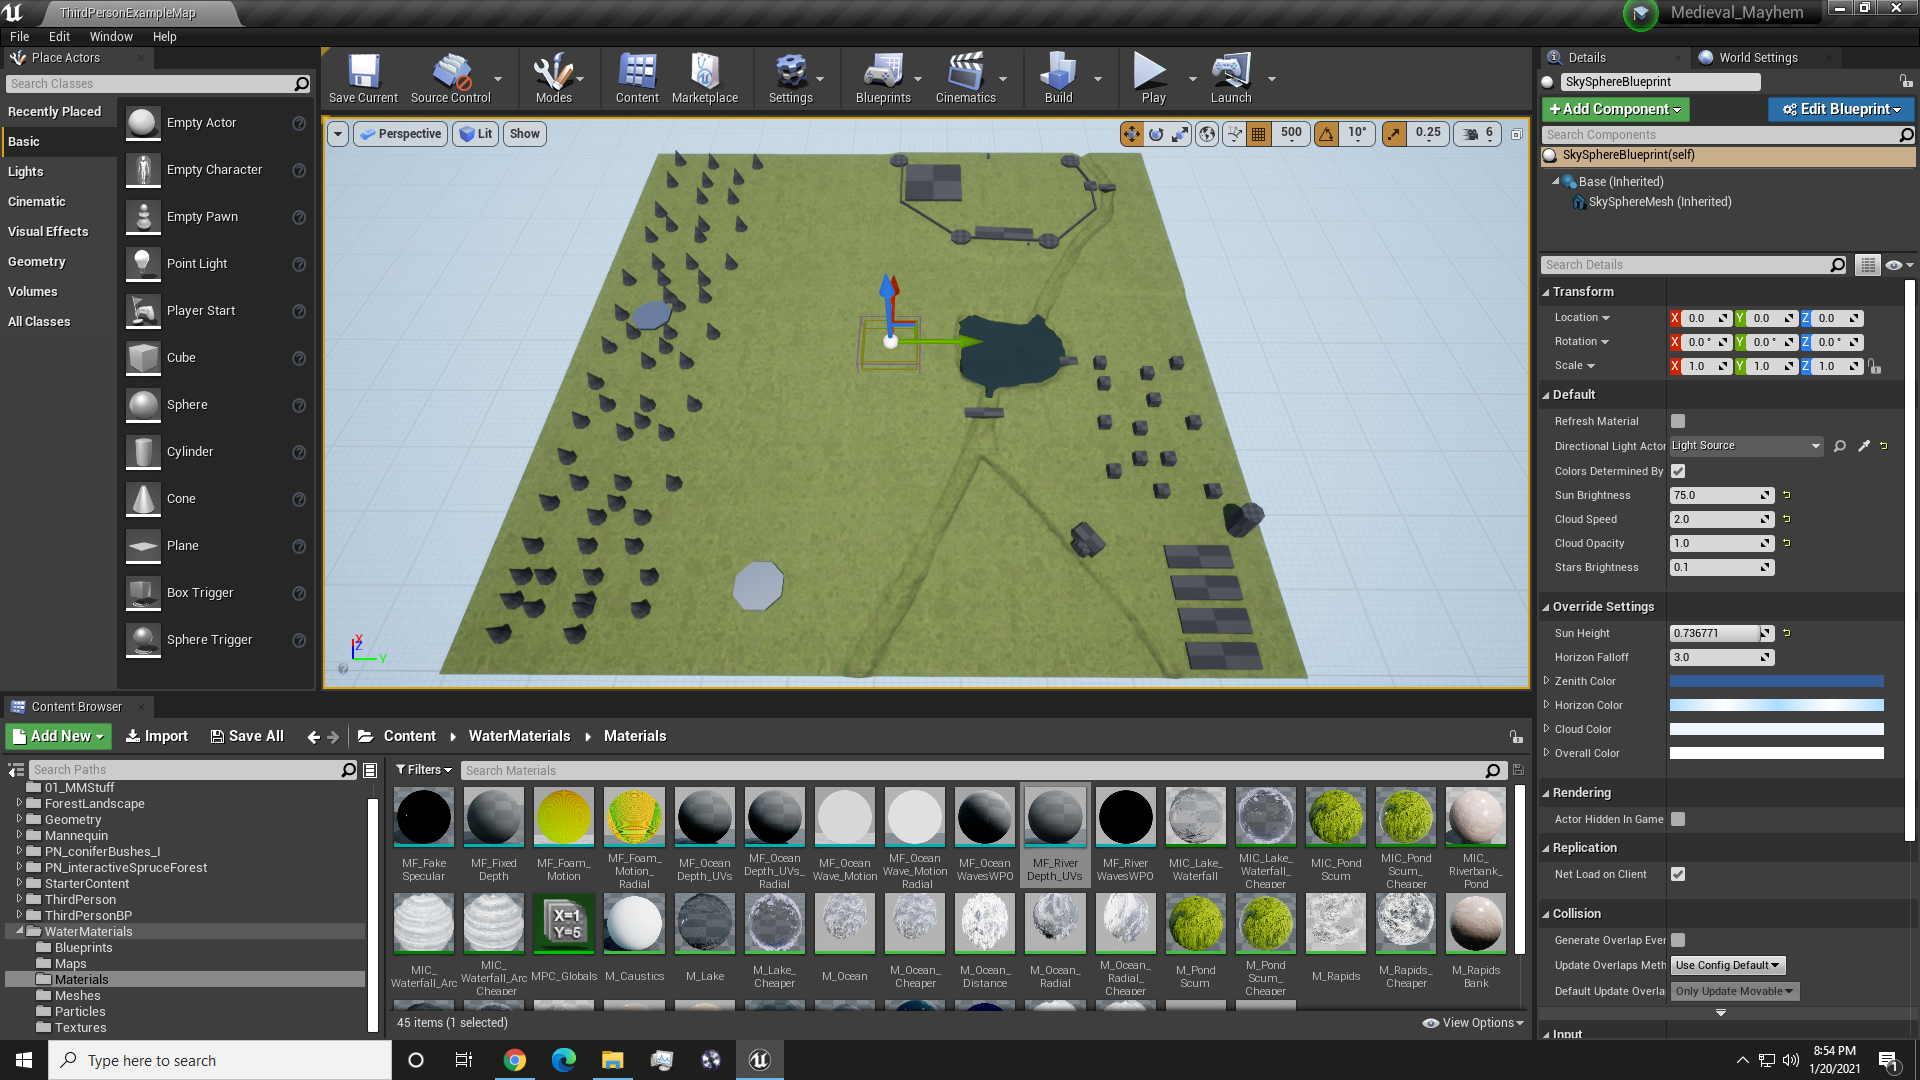 ThirdPersonExampleMap
Medieval_Mayhem
File Edit Window Help
Place Actors
Search Classes
Recently Placed
Basic
Lights
Cinematic
Visual Effects
Geometry
Volumes
All Classes
Empty Actor
Empty Character
Empty Pawn
Point Light
Player Start
Cube
Sphere
Cylinder
Cone
Plane
Box Trigger
Sphere Trigger
Save Current
Source Control
Modes
Content
Marketplace
Settings
Blueprints
Cinematics
Build
Play
Launch
Perspective Lit Show
500 10° 0.25 6
X Z Y
Details World Settings
SkySphereBlueprint
+Add Component Edit Blueprint
Search Components
SkySphereBlueprint(self)
Base (Inherited)
SkySphereMesh (Inherited)
Search Details
Transform
Location X 0.0 Y 0.0 Z 0.0
Rotation X 0.0 ° Y 0.0 ° Z 0.0 °
Scale X 1.0 Y 1.0 Z 1.0
Default
Refresh Material
Directional Light Actor Light Source
Colors Determined By
Sun Brightness 75.0
Cloud Speed 2.0
Cloud Opacity 1.0
Stars Brightness 0.1
Override Settings
Sun Height 0.736771
Horizon Falloff 3.0
Zenith Color
Horizon Color
Cloud Color
Overall Color
Rendering
Actor Hidden In Game
Replication
Net Load on Client
Collision
Generate Overlap Ever
Update Overlaps Meth Use Config Default
Default Update Overla Only Update Movable
Input
Content Browser
Add New Import Save All Content WaterMaterials Materials
Search Paths
01_MMStuff
ForestLandscape
Geometry
Mannequin
PN_coniferBushes_I
PN_interactiveSpruceForest
StarterContent
ThirdPerson
ThirdPersonBP
WaterMaterials
Blueprints
Maps
Materials
Meshes
Particles
Textures
Filters Search Materials
MF_Fake Specular
MF_Fixed Depth
MF_Foam_ Motion
MF_Foam_ Motion_ Radial
MF_Ocean Depth_UVs
MF_Ocean Depth_UVs_ Radial
MF_Ocean Wave_Motion
MF_Ocean Wave_Motion Radial
MF_Ocean WavesWPO
MF_River Depth_UVs
MF_River WavesWPO
MIC_Lake_ Waterfall
MIC_Lake_ Waterfall_ Cheaper
MIC_Pond Scum
MIC_Pond Scum_ Cheaper
MIC_ Riverbank_ Pond
MIC_ Waterfall_Arc
MIC_ Waterfall_Arc Cheaper
X=1 Y=5
MPC_Globals
M_Caustics
M_Lake
M_Lake_ Cheaper
M_Ocean
M_Ocean_ Cheaper
M_Ocean_ Distance
M_Ocean_ Radial
M_Ocean_ Radial_ Cheaper
M_Pond Scum
M_Pond Scum_ Cheaper
M_Rapids
M_Rapids_ Cheaper
M_Rapids Bank
45 items (1 selected)
View Options
Type here to search
8:54 PM
1/20/2021
1